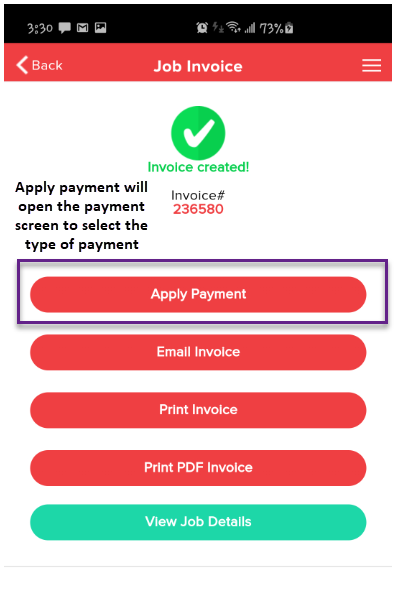 3:30 73%
Back Job Invoice
Invoice created!
Apply payment will
open the payment
screen to select the
type of payment
Invoice#
236580
Apply Payment
Email Invoice
Print Invoice
Print PDF Invoice
View Job Details